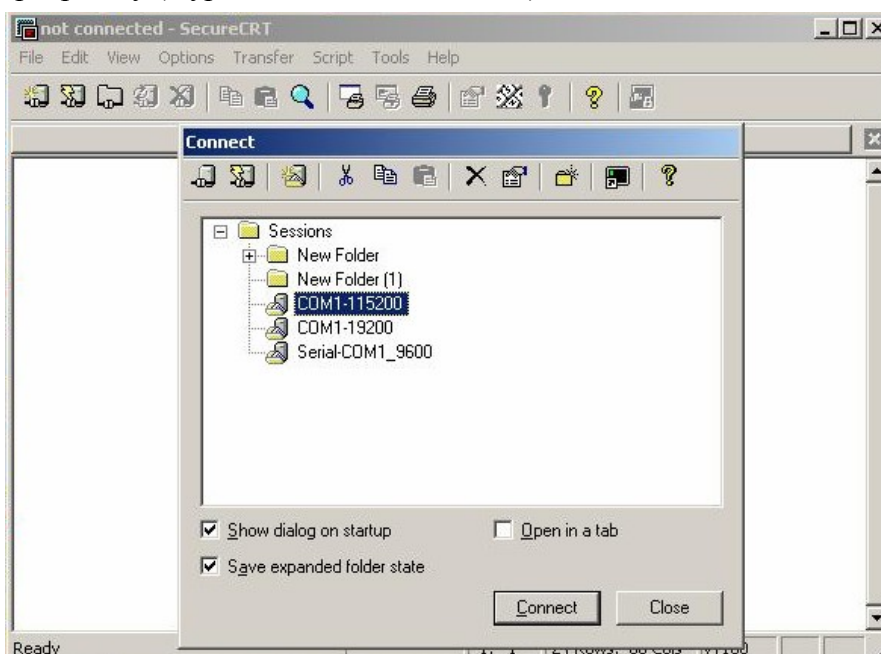 not connected - SecureCRT
File Edit View Options Transfer Script Tools Help
Connect
Sessions
New Folder
New Folder (1)
COM1-115200
COM1-19200
Serial-COM1_9600
Show dialog on startup
Open in a tab
Save expanded folder state
Connect Close
Ready